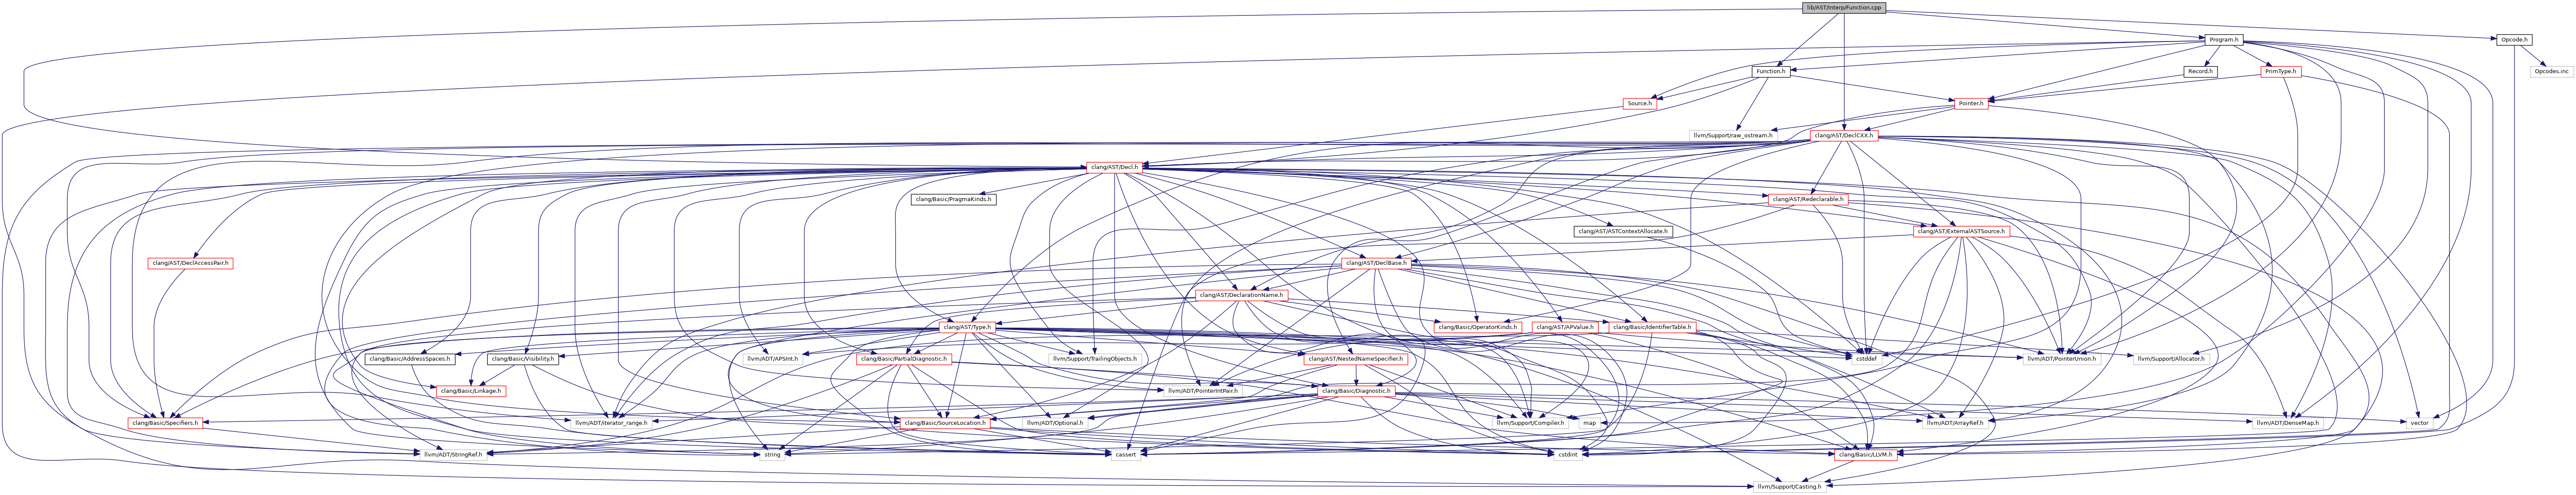 lib/AST/Interp/Function.cpp
Program.h
Opcode.h
Function.h
Record.h
PrimType.h
Opcodes.inc
Source.h
Pointer.h
llvm/Support/raw_ostream.h
clang/AST/DeclCXX.h
clang/AST/Decl.h
clang/Basic/PragmaKinds.h
clang/AST/Redeclarable.h
clang/AST/ASTContextAllocate.h
clang/AST/ExternalASTSource.h
clang/AST/DeclAccessPair.h
clang/AST/DeclBase.h
clang/AST/DeclarationName.h
clang/AST/Type.h
clang/Basic/OperatorKinds.h
clang/AST/APValue.h
clang/Basic/IdentifierTable.h
clang/Basic/AddressSpaces.h
clang/Basic/Visibility.h
llvm/ADT/APSInt.h
clang/Basic/PartialDiagnostic.h
llvm/Support/TrailingObjects.h
clang/AST/NestedNameSpecifier.h
cstddef
llvm/ADT/PointerUnion.h
llvm/Support/Allocator.h
clang/Basic/Linkage.h
llvm/ADT/PointerIntPair.h
clang/Basic/Diagnostic.h
clang/Basic/Specifiers.h
llvm/ADT/iterator_range.h
clang/Basic/SourceLocation.h
llvm/ADT/Optional.h
llvm/Support/Compiler.h
map
llvm/ADT/ArrayRef.h
llvm/ADT/DenseMap.h
vector
llvm/ADT/StringRef.h
string
cassert
cstdint
clang/Basic/LLVM.h
llvm/Support/Casting.h